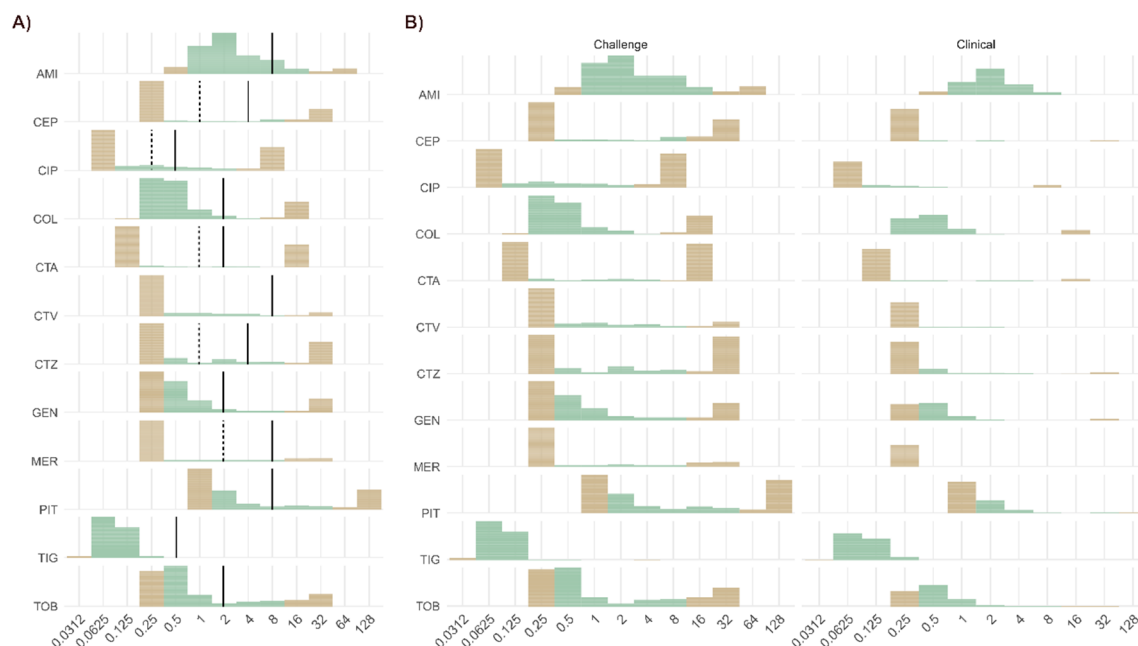 A)
AMI
CEP
CIP
COL
CTA
CTV
CTZ
GEN
MER
PIT
TIG
TOB
0.0312 0.0625 0.125 0.25 0.5 1 2 4 8 16 32 64 128
B)
Challenge Clinical
AMI
CEP
CIP
COL
CTA
CTV
CTZ
GEN
MER
PIT
TIG
TOB
0.0312 0.0625 0.125 0.25 0.5 1 2 4 8 16 32 64 128 0.0312 0.0625 0.125 0.25 0.5 1 2 4 8 16 32 64 128